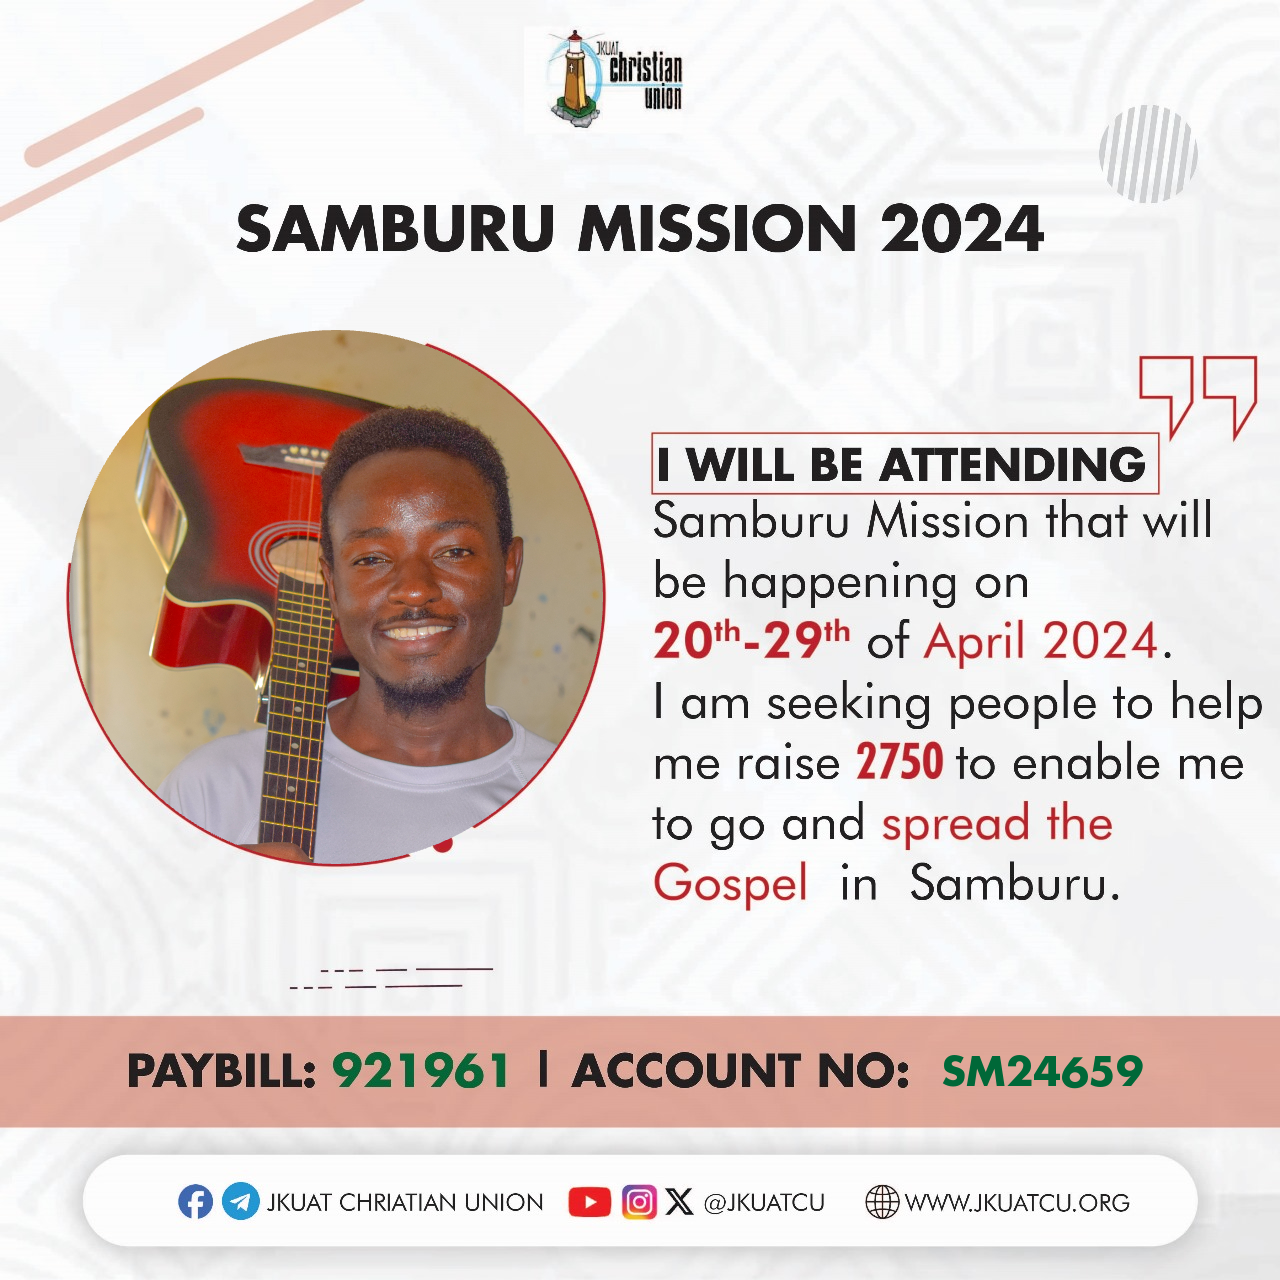 JKUAT
christian
union
SAMBURU MISSION 2024
I WILL BE ATTENDING
Samburu Mission that will
be happening on
20th-29th of April 2024.
I am seeking people to help
me raise 2750 to enable me
to go and spread the
Gospel in Samburu.
PAYBILL: 921961 | ACCOUNT NO: SM24659
JKUAT CHRIATIAN UNION @JKUATCU WWW.JKUATCU.ORG